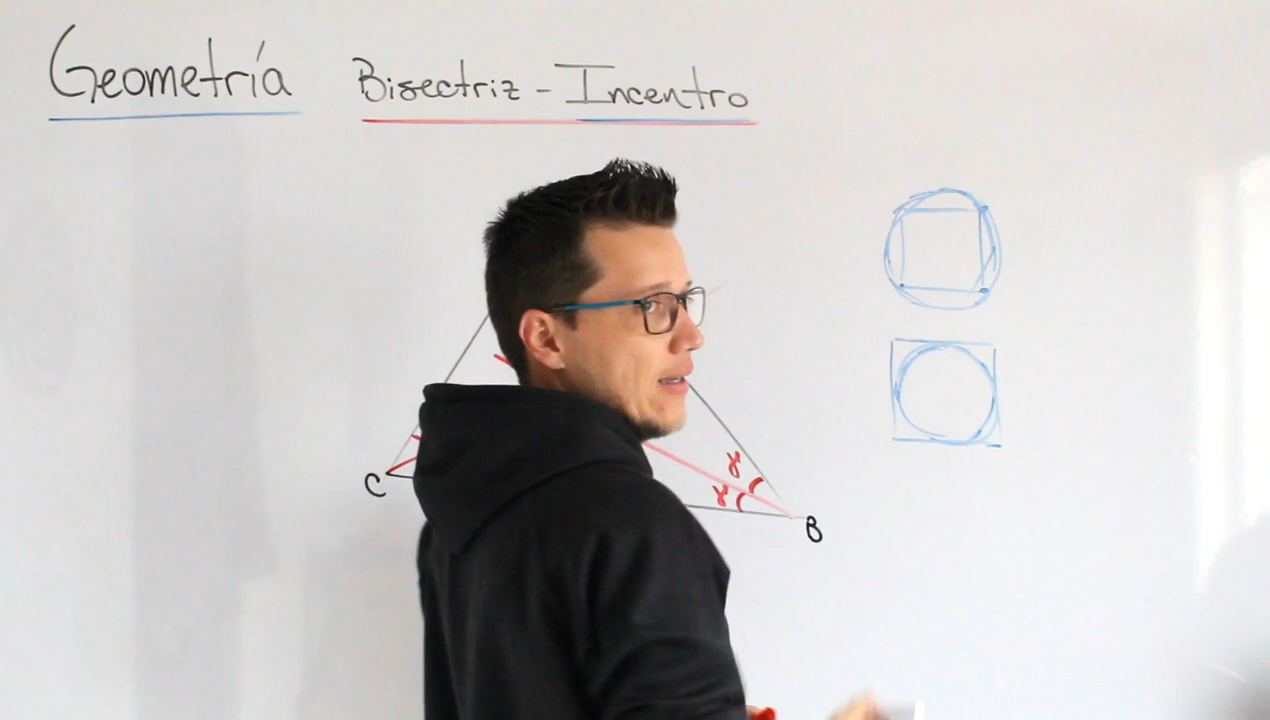 Geometría Bisectriz - Incentro
γ
γ
C
B